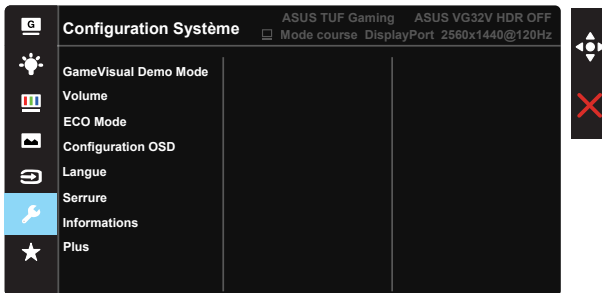 G
Configuration Système
ASUS TUF Gaming ASUS VG32V HDR OFF
Mode course DisplayPort 2560x1440@120Hz
GameVisual Demo Mode
Volume
ECO Mode
Configuration OSD
Langue
Serrure
Informations
Plus